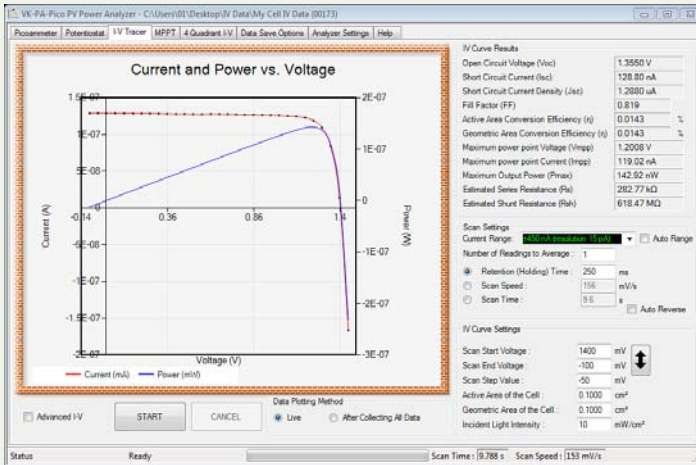 VK-PA-Pico PV Power Analyzer - C:\Users\01\Desktop\IV Data\My Cell IV Data (00173)
Picoammeter Potentiostat I-V Tracer MPPT 4 Quadrant I-V Data Save Options Analyzer Settings Help
Current and Power vs. Voltage
1.5E-07
1E-07
5E-08
0
-5E-08
-1E-07
-1.5E-07
-2E-07
2E-07
1E-07
0
-1E-07
-2E-07
-3E-07
-0.14 0.36 0.86 1.4
Current (A)
Power (W)
Voltage (V)
Current (mA) Power (mW)
Advanced I-V
START
CANCEL
Data Plotting Method
Live After Collecting All Data
IV Curve Results
Open Circuit Voltage (Voc) 1.3550 V
Short Circuit Current (Isc) 128.80 nA
Short Circuit Current Density (Jsc) 1.2880 uA
Fill Factor (FF) 0.819
Active Area Conversion Efficiency (η) 0.0143 %
Geometric Area Conversion Efficiency (η) 0.0143 %
Maximum power point Voltage (Vmpp) 1.2008 V
Maximum power point Current (Impp) 119.02 nA
Maximum Output Power (Pmax) 142.92 nW
Estimated Series Resistance (Rs) 282.77 kΩ
Estimated Shunt Resistance (Rsh) 618.47 MΩ
Scan Settings
Current Range: ±450 nA (resolution 15 pA) Auto Range
Number of Readings to Average : 1
Retention (Holding) Time : 250 ms
Scan Speed : 156 mV/s
Scan Time : 9.6 s
Auto Reverse
IV Curve Settings
Scan Start Voltage : 1400 mV
Scan End Voltage : -100 mV
Scan Step Value : -50 mV
Active Area of the Cell : 0.1000 cm²
Geometric Area of the Cell : 0.1000 cm²
Incident Light Intensity : 10 mW/cm²
Status Ready Scan Time : 9.788 s Scan Speed : 153 mV/s